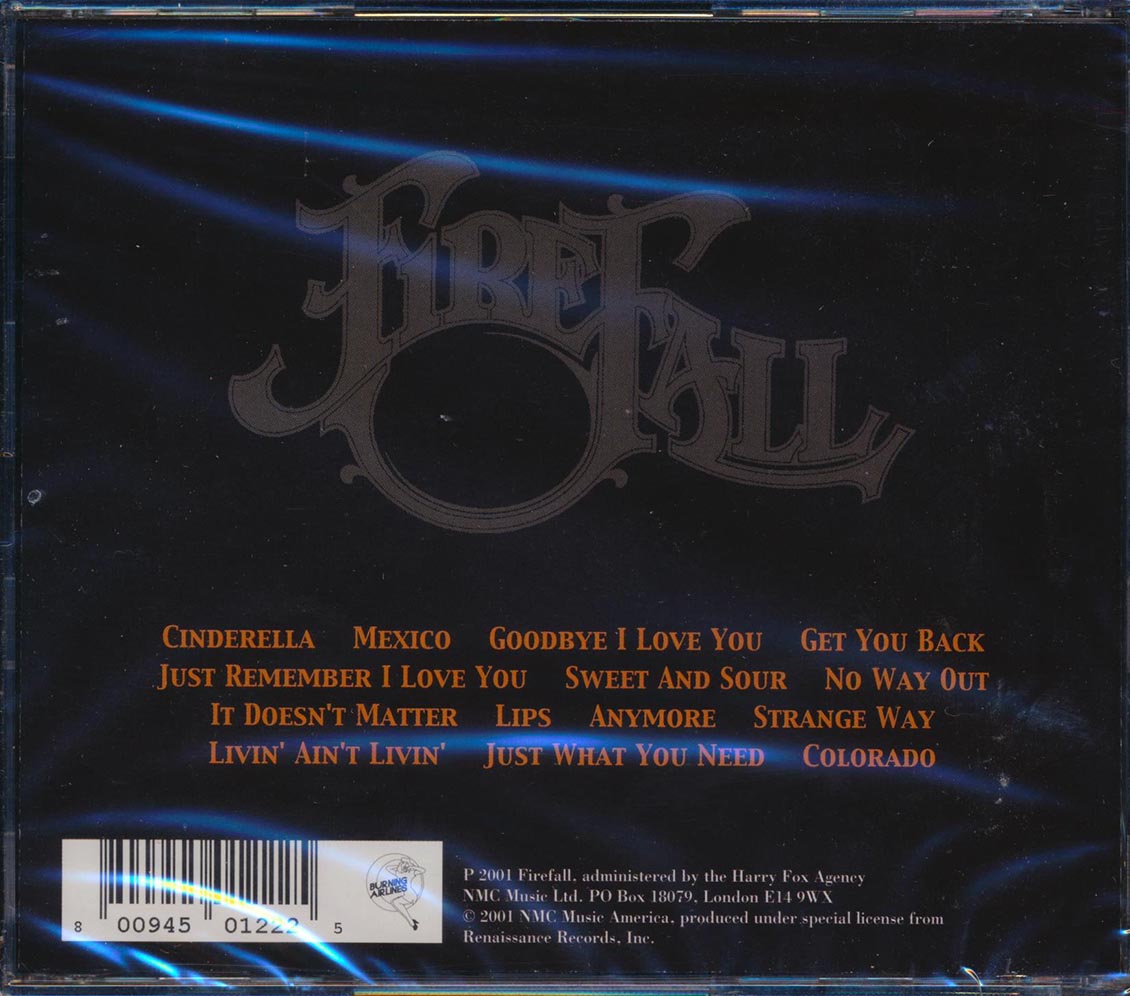 FIREFALL
CINDERELLA MEXICO GOODBYE I LOVE YOU GET YOU BACK
JUST REMEMBER I LOVE YOU SWEET AND SOUR NO WAY OUT
IT DOESN'T MATTER LIPS ANYMORE STRANGE WAY
LIVIN' AIN'T LIVIN' JUST WHAT YOU NEED COLORADO
BURNING
AIRLINES
8 00945 01222 5
P 2001 Firefall, administered by the Harry Fox Agency
NMC Music Ltd. PO Box 18079, London E14 9WX
© 2001 NMC Music America, produced under special license from
Renaissance Records, Inc.